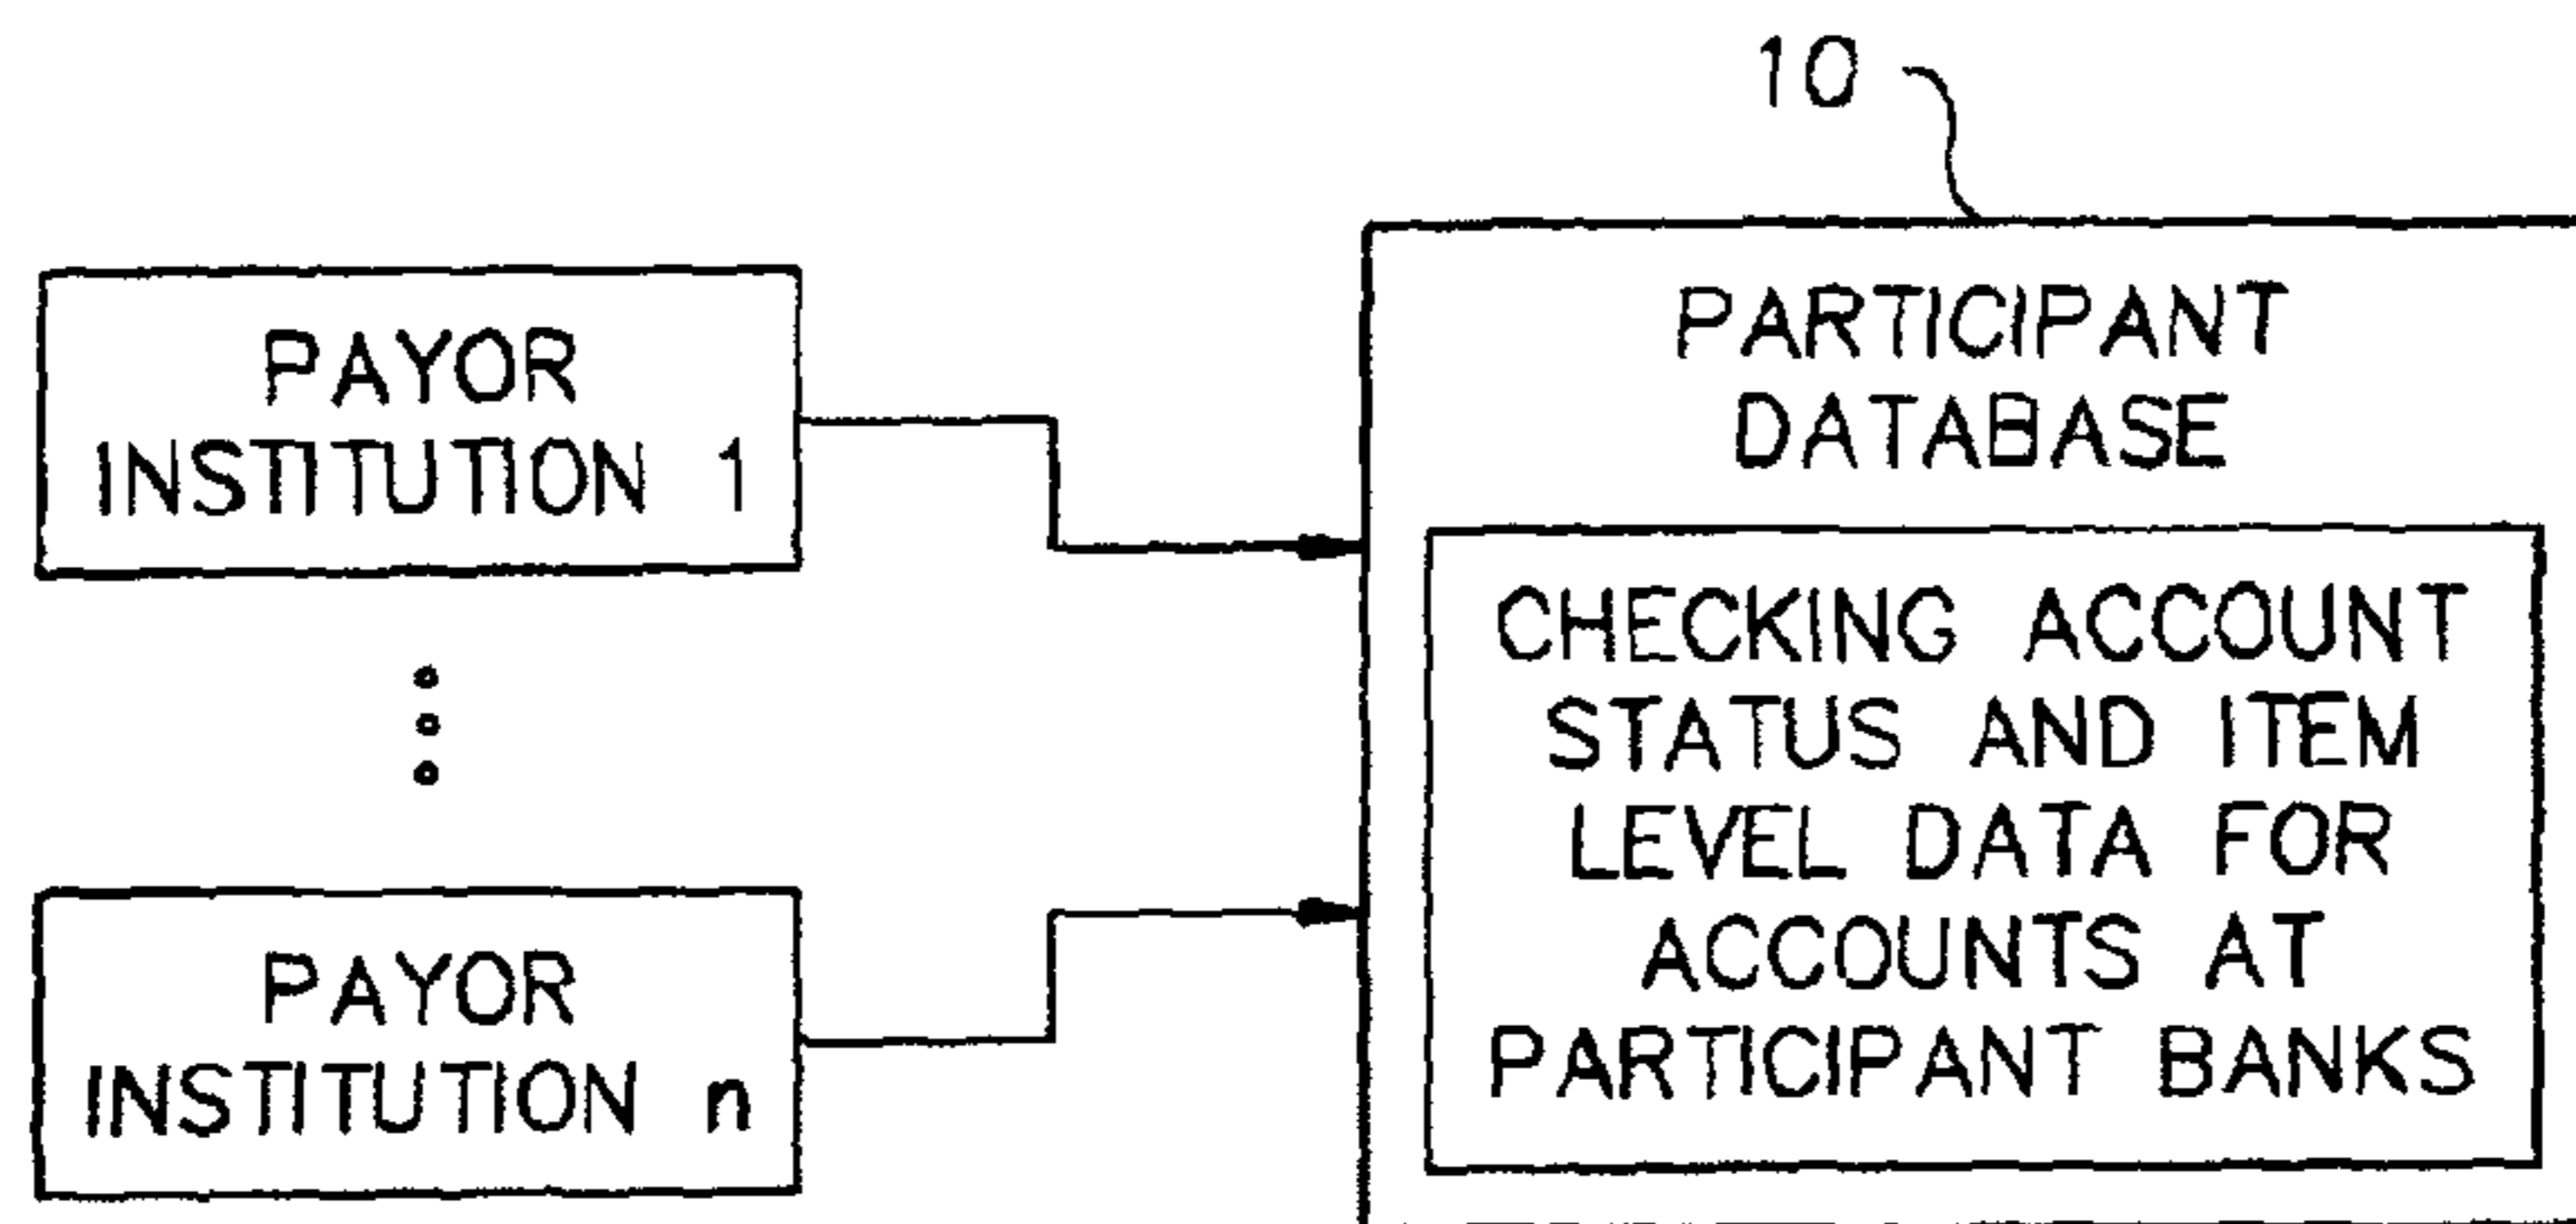 10
PAYOR
INSTITUTION 1
PARTICIPANT
DATABASE
CHECKING ACCOUNT
STATUS AND ITEM
LEVEL DATA FOR
ACCOUNTS AT
PARTICIPANT BANKS
PAYOR
INSTITUTION n